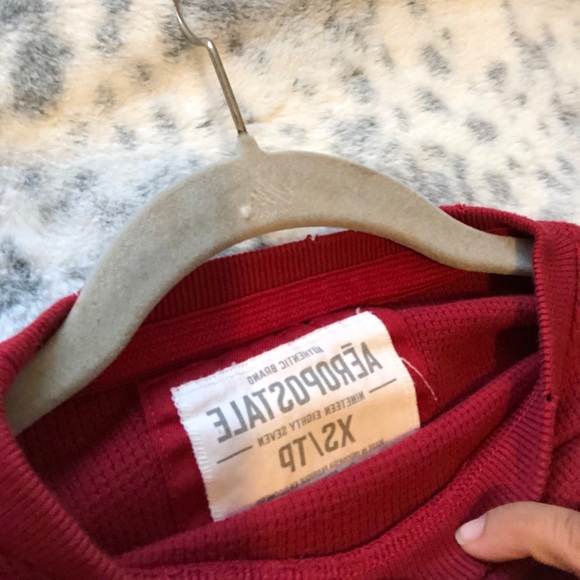 AUTHENTIC BRAND
AÉROPOSTALE
NINETEEN EIGHTY SEVEN
XS/TP